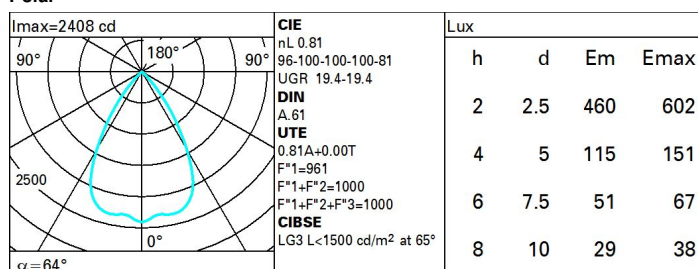 Imax=2408 cd
90° 180° 90°
2500
0°
α=64°
CIE
nL 0.81
96-100-100-100-81
UGR 19.4-19.4
DIN
A.61
UTE
0.81A+0.00T
F"1=961
F"1+F"2=1000
F"1+F"2+F"3=1000
CIBSE
LG3 L<1500 cd/m² at 65°
Lux
h d Em Emax
2 2.5 460 602
4 5 115 151
6 7.5 51 67
8 10 29 38